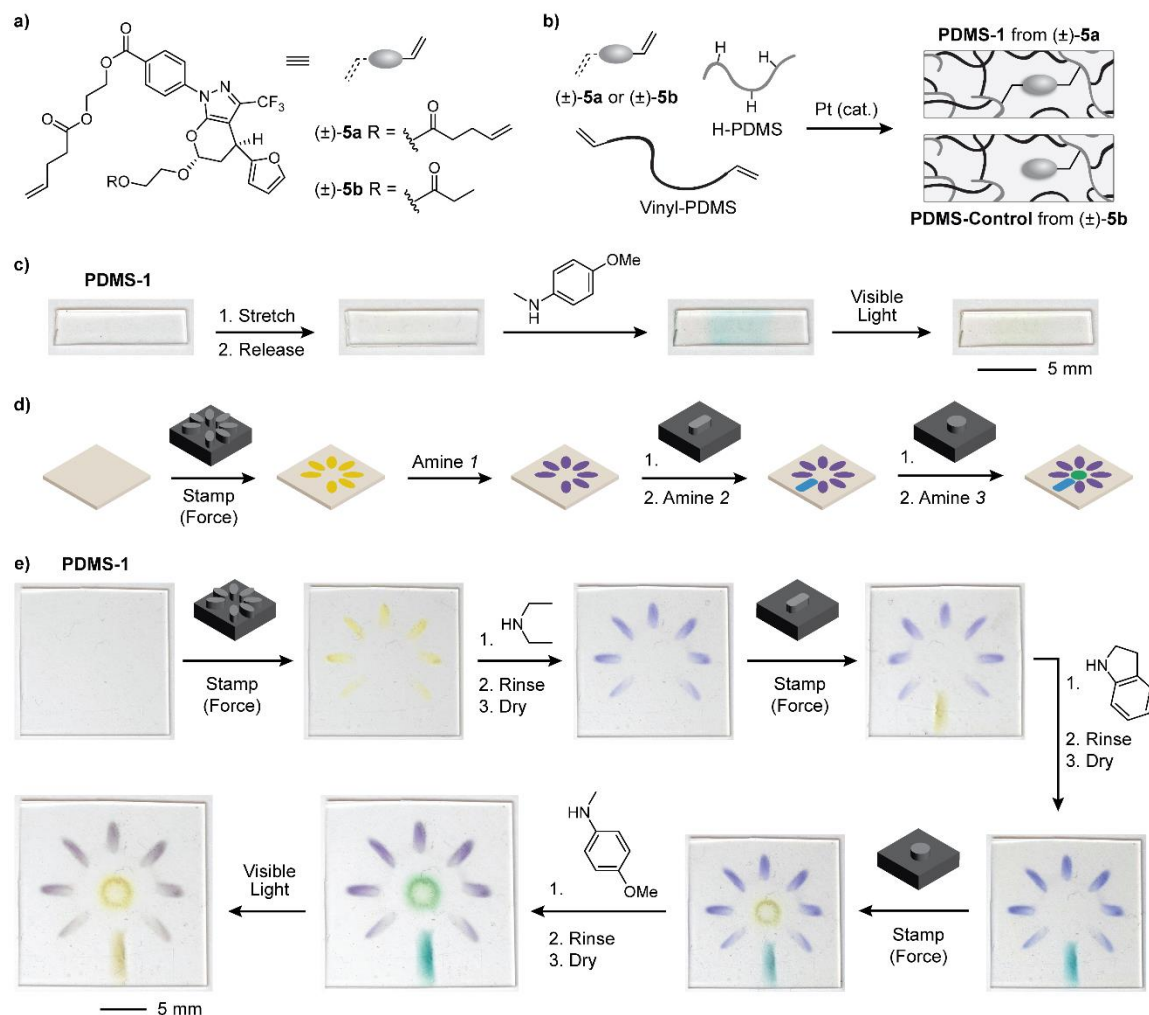 a)
O
O
O
O
N
N
CF3
O
H
O
O
RO
(±)-5a R =
O
(±)-5b R =
O
b)
(±)-5a or (±)-5b
H
H
H
H-PDMS
Vinyl-PDMS
Pt (cat.)
PDMS-1 from (±)-5a
PDMS-Control from (±)-5b
c)
PDMS-1
1. Stretch
2. Release
N
H
OMe
Visible
Light
5 mm
d)
Stamp
(Force)
Amine 1
1.
2. Amine 2
1.
2. Amine 3
e)
PDMS-1
Stamp
(Force)
HN
1.
2. Rinse
3. Dry
Stamp
(Force)
HN
1.
2. Rinse
3. Dry
Stamp
(Force)
HN
OMe
1.
2. Rinse
3. Dry
Visible
Light
5 mm